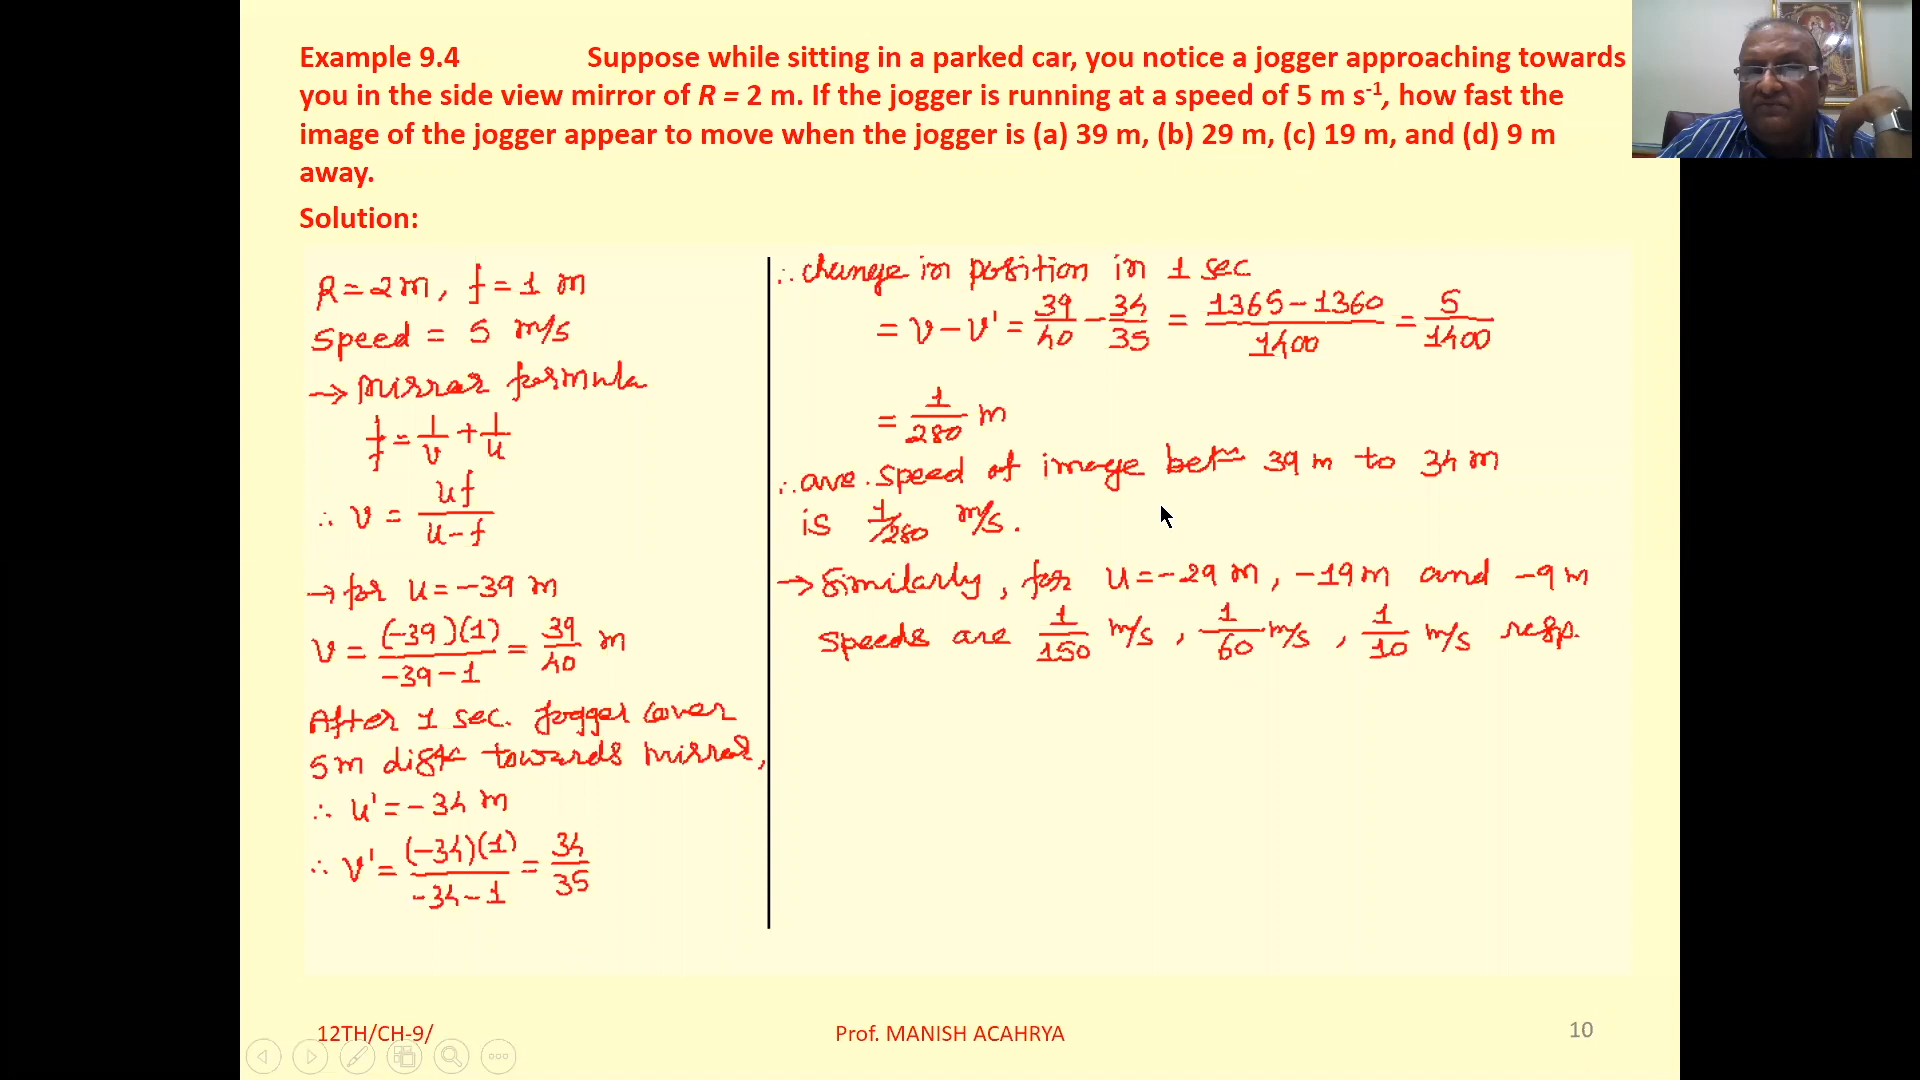 Example 9.4 Suppose while sitting in a parked car, you notice a jogger approaching towards
you in the side view mirror of R = 2 m. If the jogger is running at a speed of 5 m s⁻¹, how fast the
image of the jogger appear to move when the jogger is (a) 39 m, (b) 29 m, (c) 19 m, and (d) 9 m
away.
Solution:
R = 2m, f = 1 m
Speed = 5 m/s
→ Mirror formula
1/f = 1/v + 1/u
∴ v = uf/(u-f)
→ for u = -39 m
v = (-39)(1)/(-39-1) = 39/40 m
After 1 sec. Jogger cover
5m dist. towards mirror,
∴ u' = -34 m
∴ v' = (-34)(1)/(-34-1) = 34/35
∴ change in position in 1 sec
= v - v' = 39/40 - 34/35 = (1365-1360)/1400 = 5/1400
= 1/280 m
∴ ave. speed of image betⁿ 39 m to 34 m
is 1/280 m/s.
→ Similarly, for u = -29 m, -19 m and -9 m
speeds are 1/150 m/s, 1/60 m/s, 1/10 m/s resp.
12TH/CH-9/ Prof. MANISH ACAHRYA 10